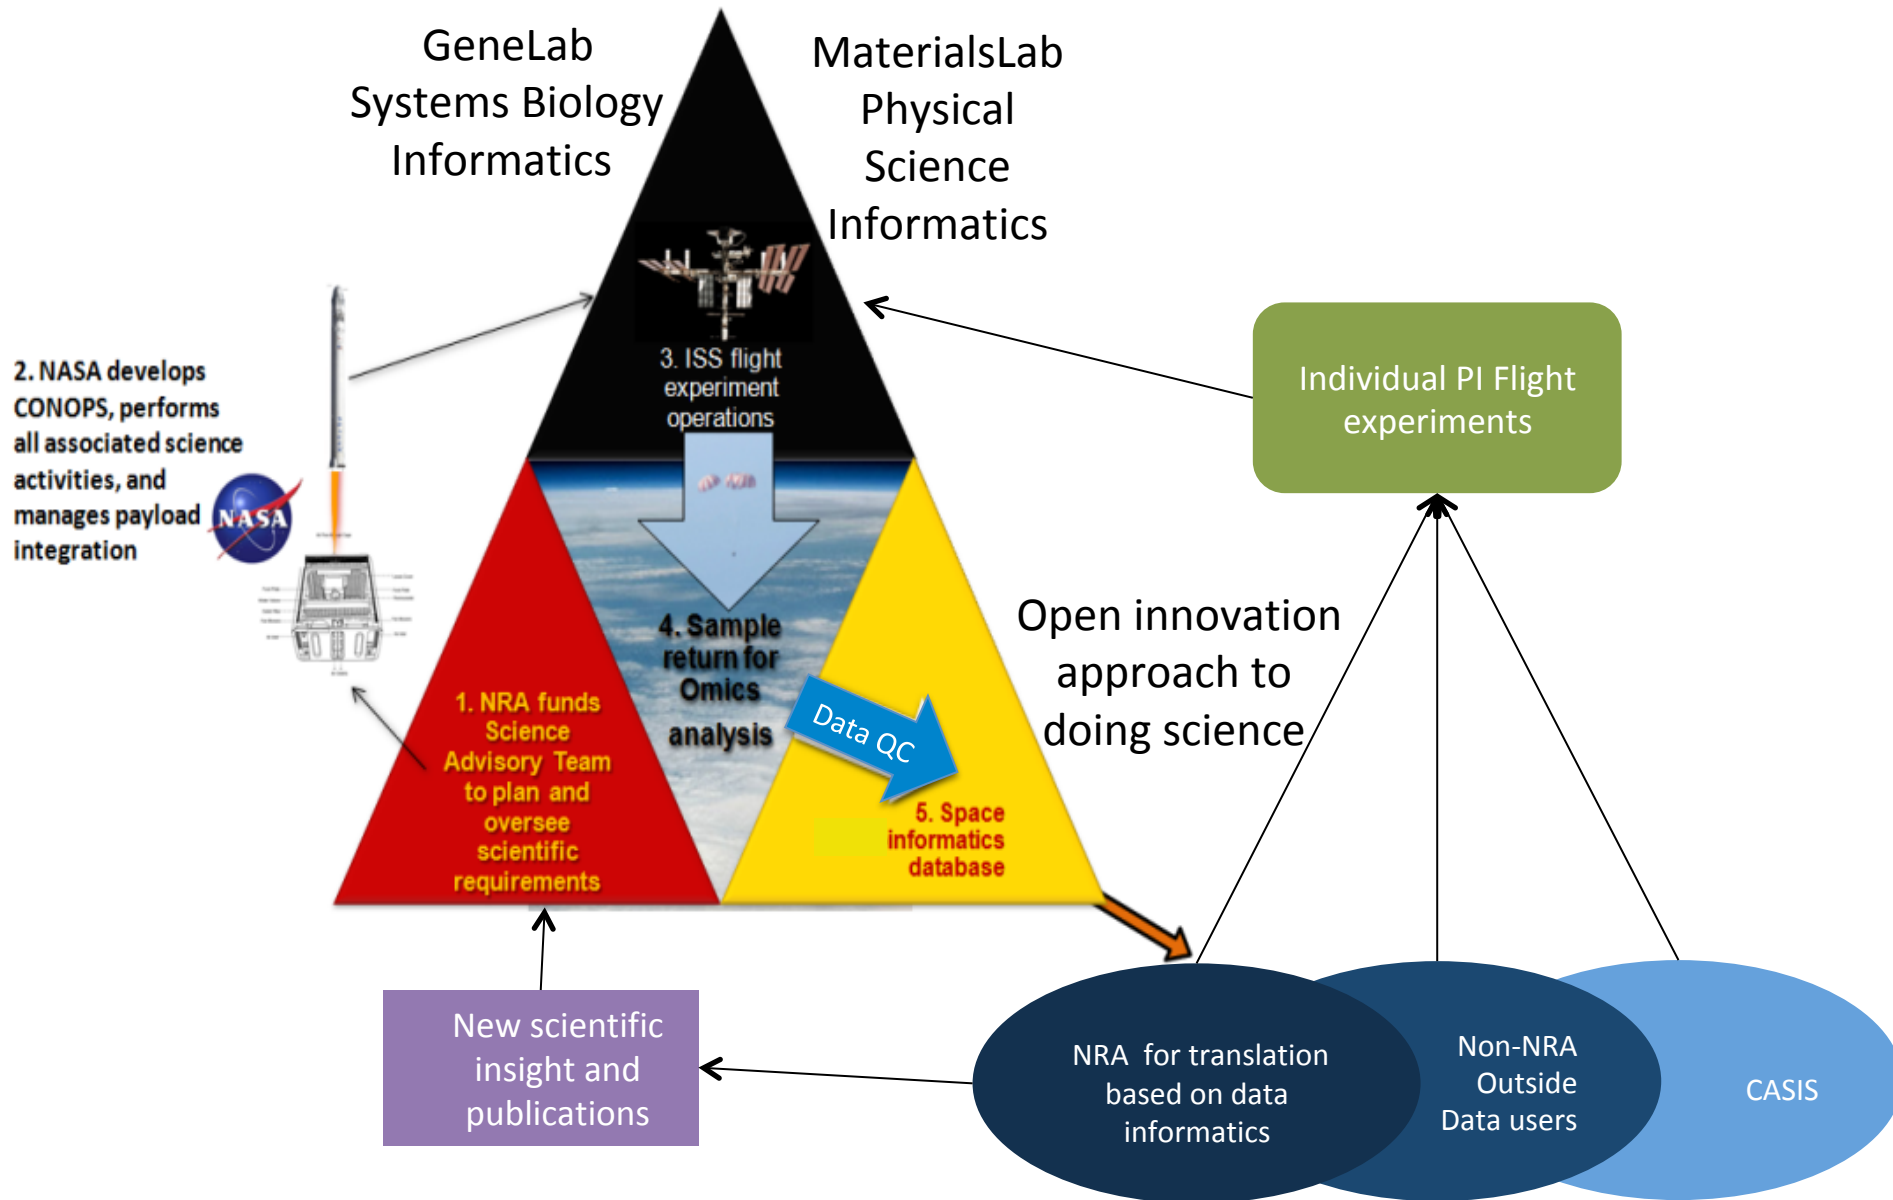 GeneLab
Systems Biology
Informatics
MaterialsLab
Physical
Science
Informatics
2. NASA develops
CONOPS, performs
all associated science
activities, and
manages payload
integration
NASA
3. ISS flight
experiment
operations
Individual PI Flight
experiments
4. Sample
return for
Omics
analysis
Data QC
Open innovation
approach to
doing science
1. NRA funds
Science
Advisory Team
to plan and
oversee
scientific
requirements
5. Space
informatics
database
New scientific
insight and
publications
NRA  for translation
based on data
informatics
Non-NRA
Outside
Data users
CASIS